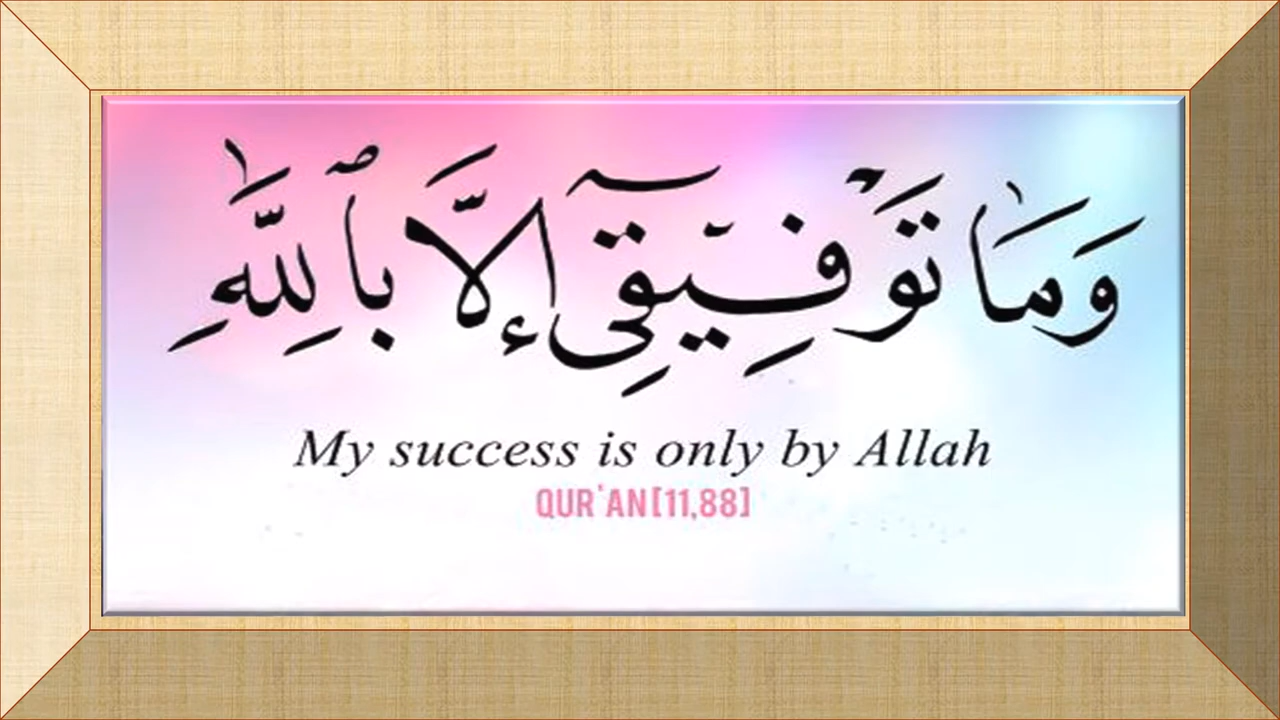 وَمَا تَوْفِيقِىٓ إِلَّا بِٱللَّهِ
My success is only by Allah
QUR'AN[11,88]